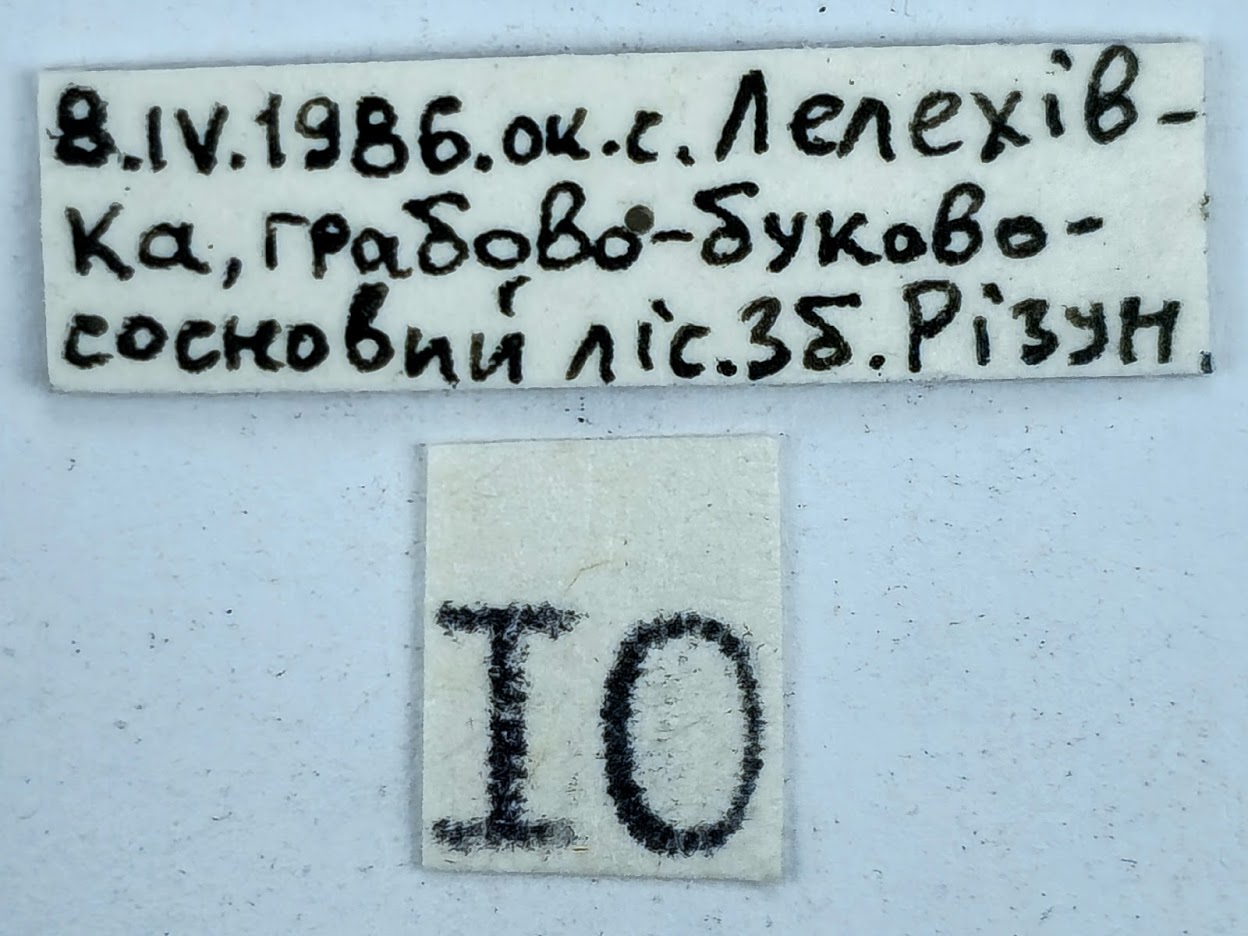 8.IV.1986.ок.с.Лелехів-
ка, грабово-буково-
сосновий ліс. Зб. Різун
IO